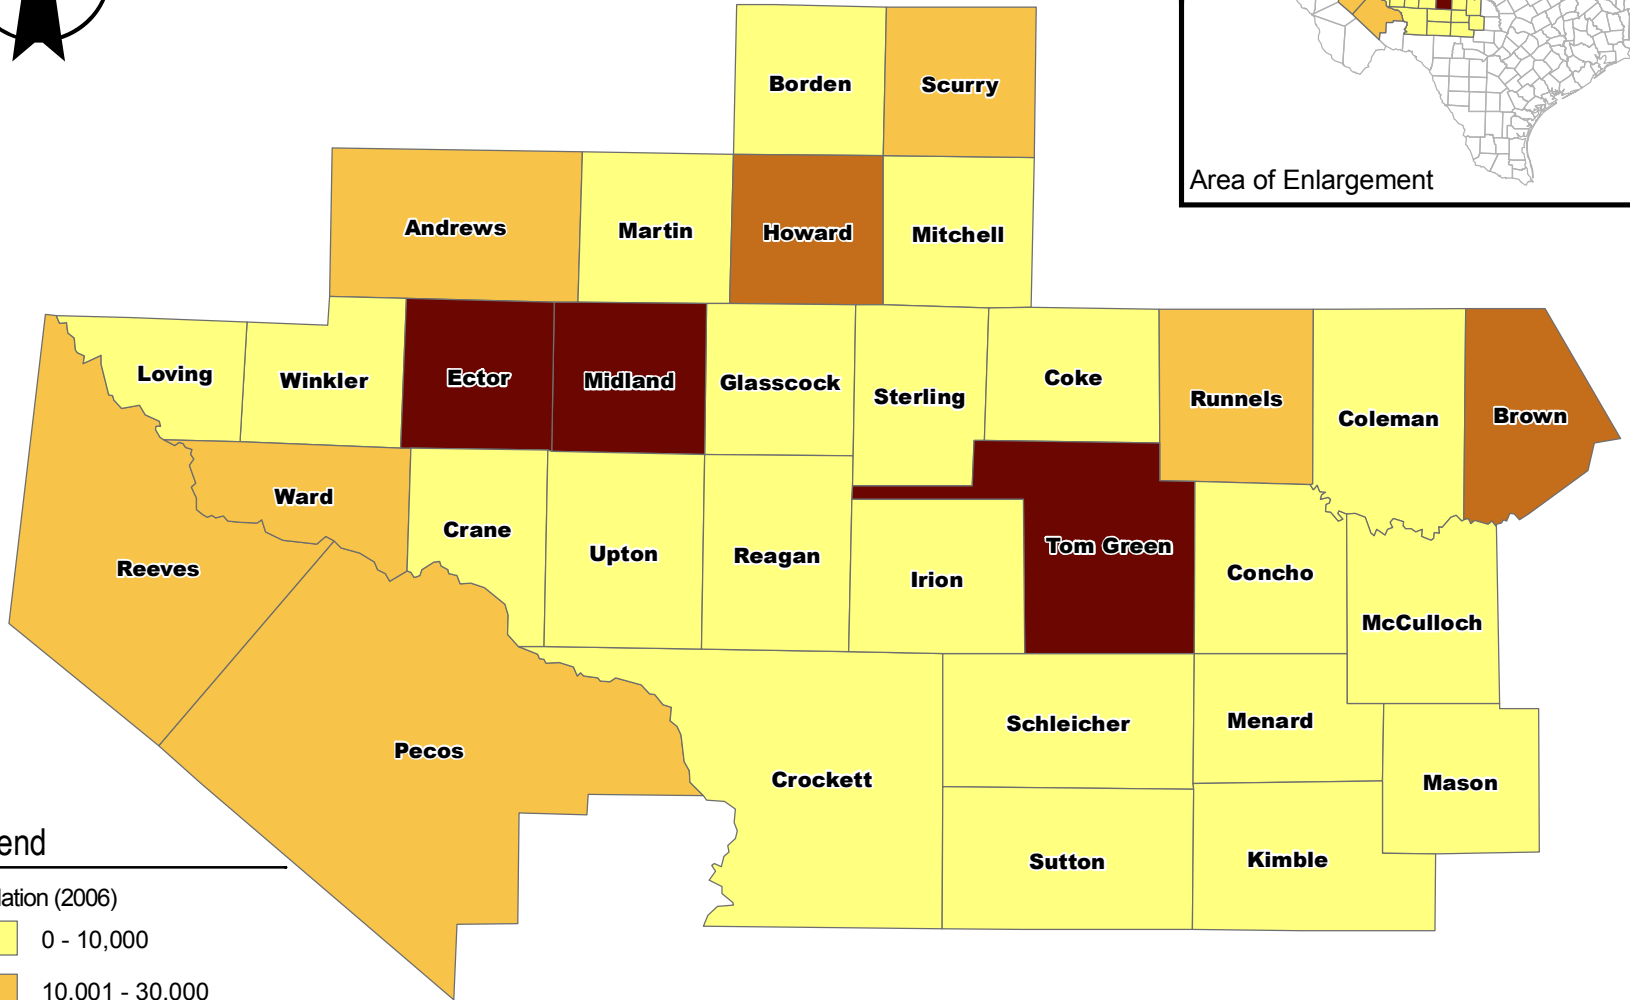 Borden
Scurry
Area of Enlargement
Andrews
Martin
Howard
Mitchell
Loving
Winkler
Ector
Midland
Glasscock
Sterling
Coke
Runnels
Coleman
Brown
Ward
Crane
Upton
Reagan
Irion
Tom Green
Concho
McCulloch
Reeves
Pecos
Crockett
Schleicher
Menard
Mason
Sutton
Kimble
end
lation (2006)
0 - 10,000
10,001 - 30,000